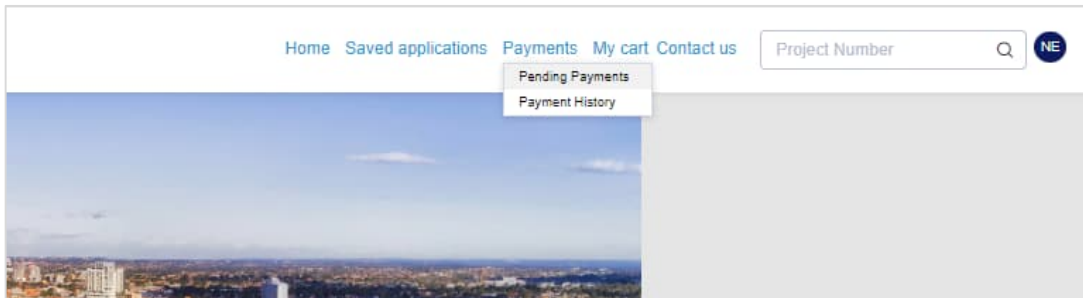 Home Saved applications Payments My cart Contact us Project Number NE
Pending Payments
Payment History